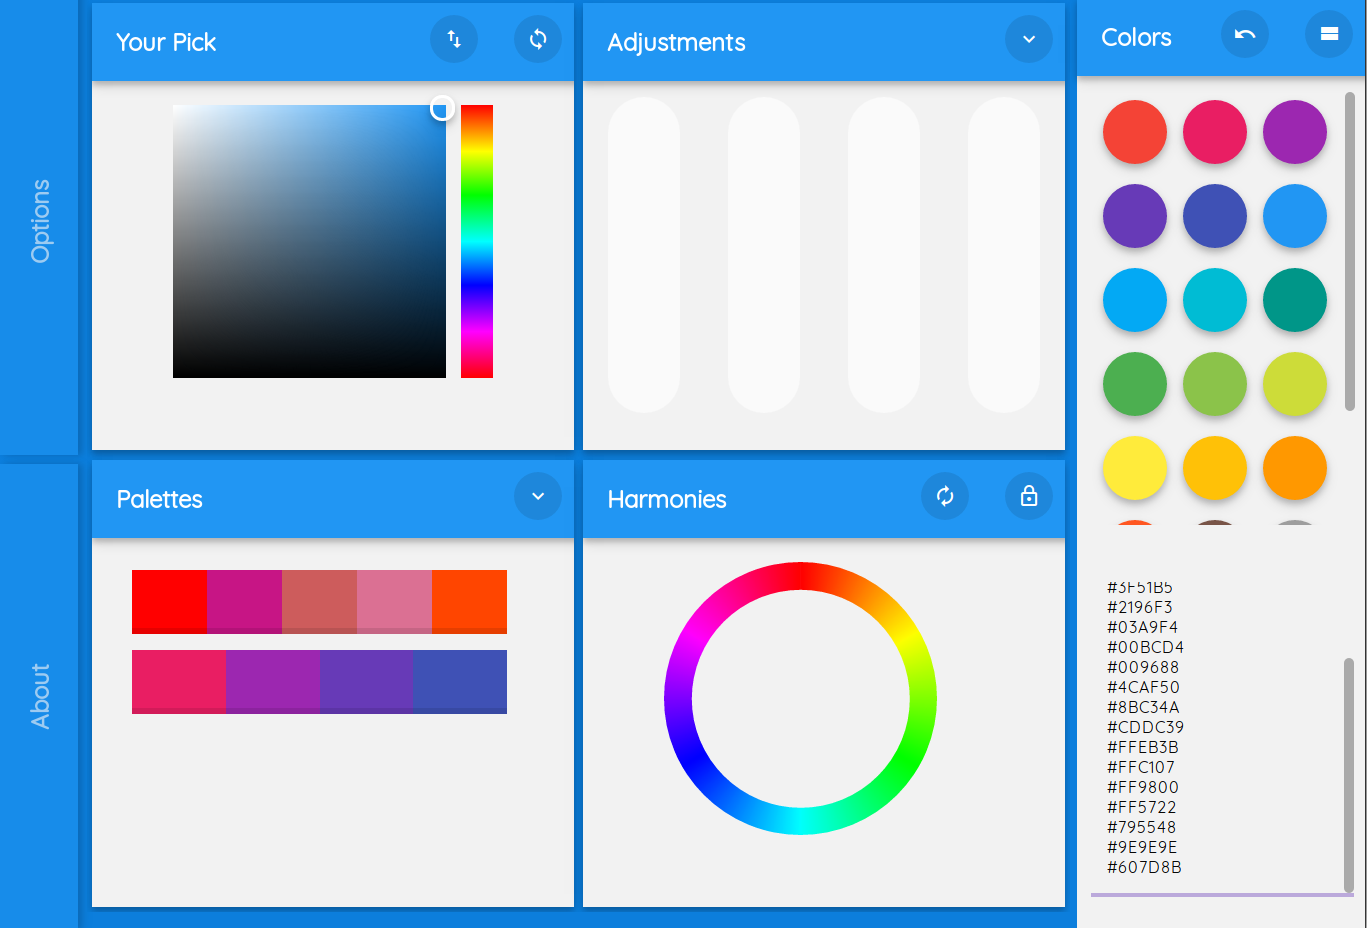 Options
About
Your Pick
Adjustments
Palettes
Harmonies
Colors
#3F51B5
#2196F3
#03A9F4
#00BCD4
#009688
#4CAF50
#8BC34A
#CDDC39
#FFEB3B
#FFC107
#FF9800
#FF5722
#795548
#9E9E9E
#607D8B